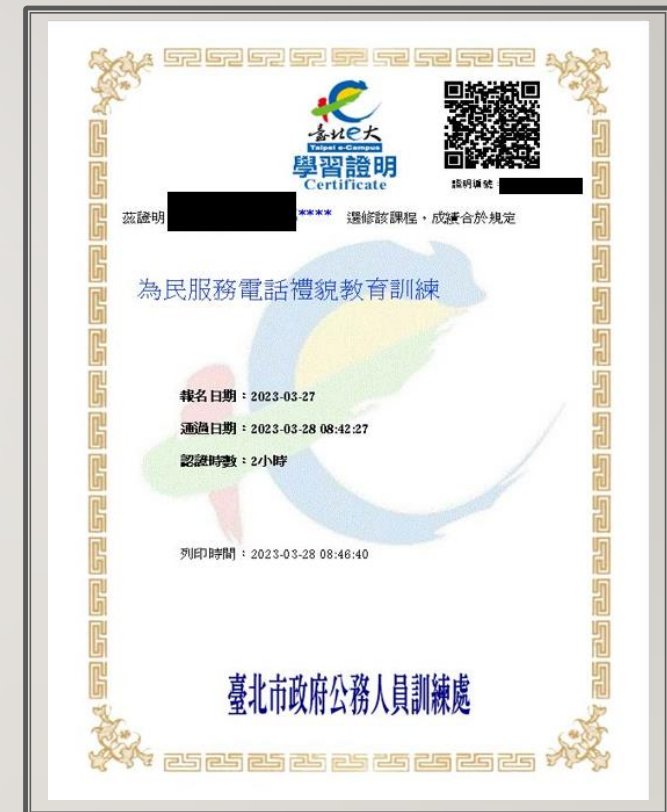 臺北e大
Taipei e-Campus
學習證明
Certificate
證明編號：
茲證明 **** 選修該課程，成績合於規定
為民服務電話禮貌教育訓練
報名日期：2023-03-27
通過日期：2023-03-28 08:42:27
認證時數：2小時
列印時間：2023-03-28 08:46:40
臺北市政府公務人員訓練處